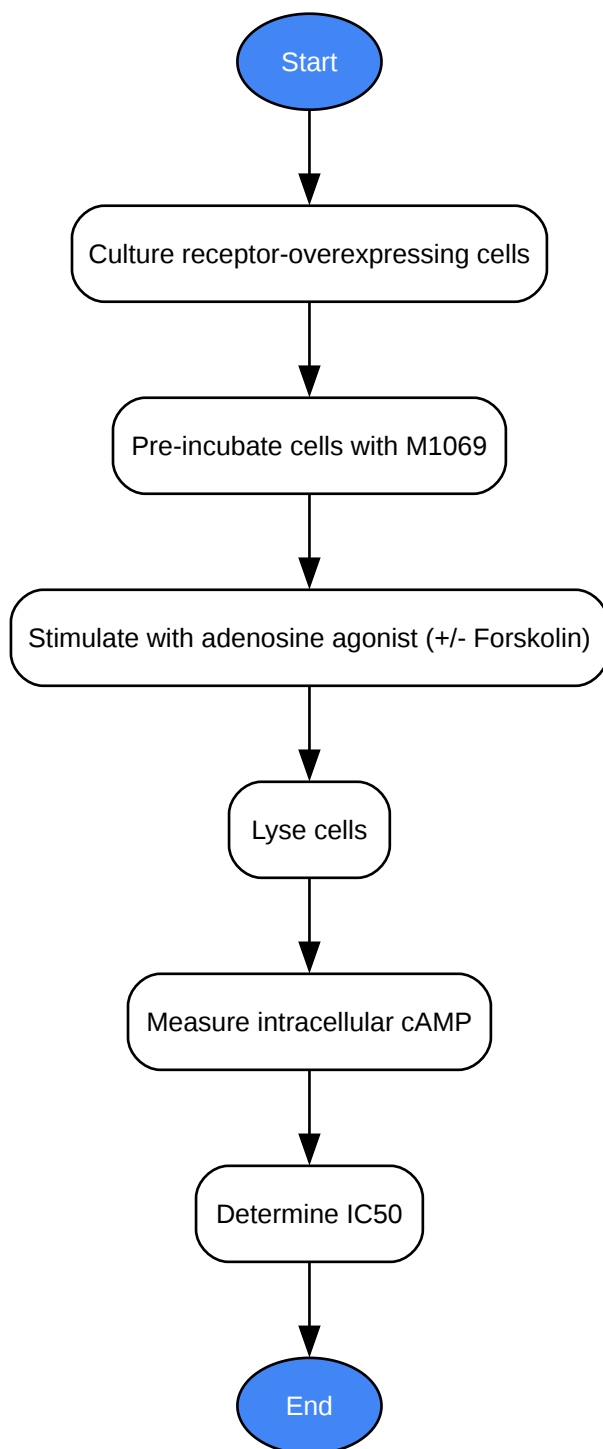 Start
Culture receptor-overexpressing cells
Pre-incubate cells with M1069
Stimulate with adenosine agonist (+/- Forskolin)
Lyse cells
Measure intracellular cAMP
Determine IC50
End